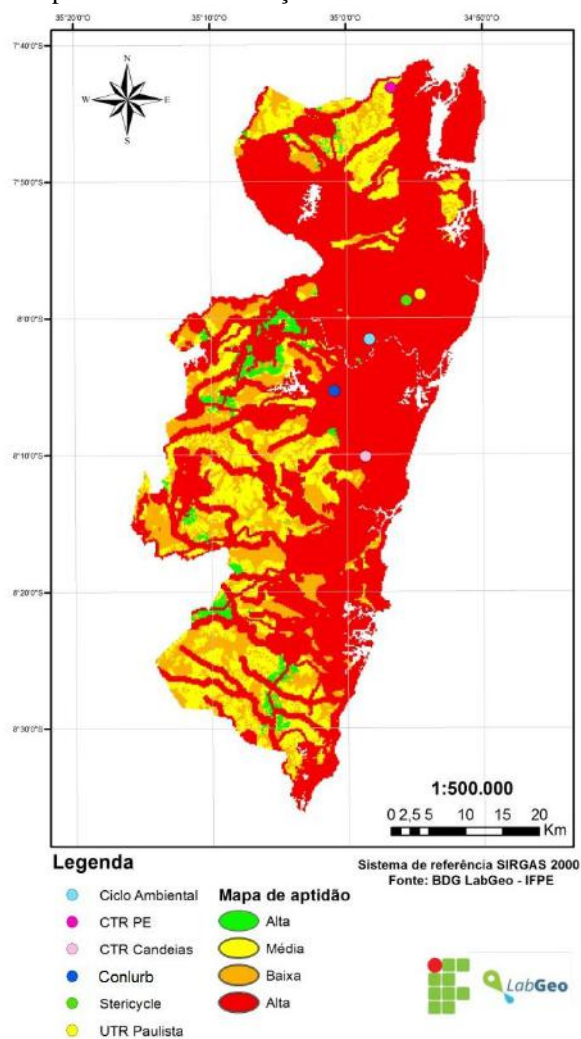 35°20'0"O 35°10'0"O 35°0'0"O 34°50'0"O
7°40'0"S
N
W E
S
7°50'0"S
8°0'0"S
8°10'0"S
8°20'0"S
8°30'0"S
1:500.000
0 2,5 5 10 15 20
Km
Legenda
Sistema de referência SIRGAS 2000
Fonte: BDG LabGeo - IFPE
Ciclo Ambiental
CTR PE
CTR Candeias
Conlurb
Stericycle
UTR Paulista
Mapa de aptidão
Alta
Média
Baixa
Alta
LabGeo